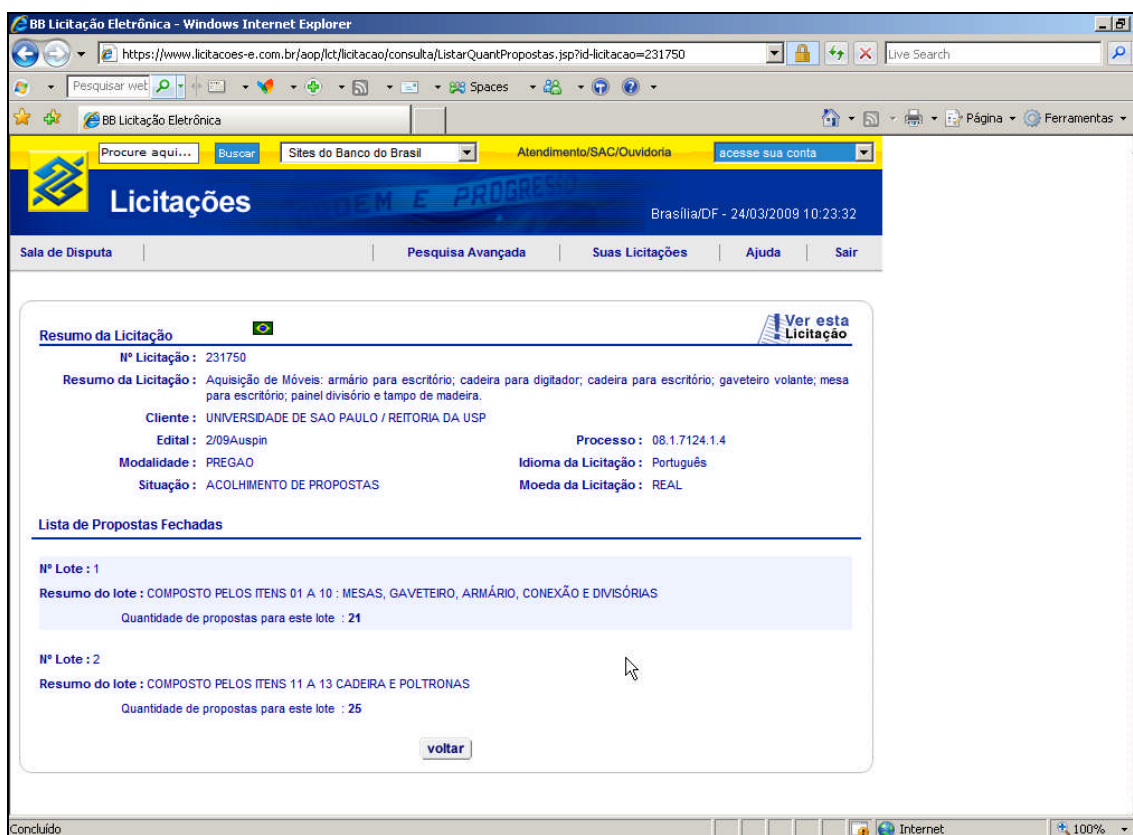 BB Licitação Eletrônica - Windows Internet Explorer
https://www.licitacoes-e.com.br/aop/lct/licitacao/consulta/ListarQuantPropostas.jsp?id-licitacao=231750
Live Search
Pesquisar web
Spaces
BB Licitação Eletrônica
Página
Ferramentas
Procure aqui...
Buscar
Sites do Banco do Brasil
Atendimento/SAC/Ouvidoria
acesse sua conta
Licitações
ORDEM E PROGRESSO
Brasília/DF - 24/03/2009 10:23:32
Sala de Disputa
Pesquisa Avançada
Suas Licitações
Ajuda
Sair
Resumo da Licitação
Ver esta
Licitação
Nº Licitação : 231750
Resumo da Licitação : Aquisição de Móveis: armário para escritório; cadeira para digitador; cadeira para escritório; gaveteiro volante; mesa
para escritório; painel divisório e tampo de madeira.
Cliente : UNIVERSIDADE DE SAO PAULO / REITORIA DA USP
Edital : 2/09Auspin Processo : 08.1.7124.1.4
Modalidade : PREGAO Idioma da Licitação : Português
Situação : ACOLHIMENTO DE PROPOSTAS Moeda da Licitação : REAL
Lista de Propostas Fechadas
Nº Lote : 1
Resumo do lote : COMPOSTO PELOS ITENS 01 A 10 : MESAS, GAVETEIRO, ARMÁRIO, CONEXÃO E DIVISÓRIAS
Quantidade de propostas para este lote : 21
Nº Lote : 2
Resumo do lote : COMPOSTO PELOS ITENS 11 A 13 CADEIRA E POLTRONAS
Quantidade de propostas para este lote : 25
voltar
Concluído
Internet
100%